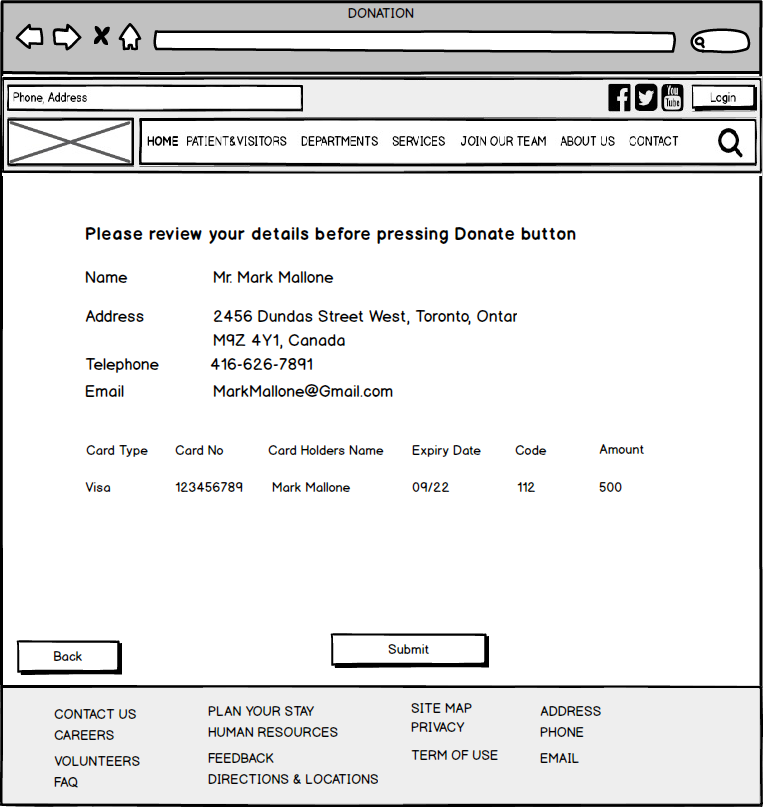 DONATION
Phone, Address
You
Tube
Login
HOME PATIENT&VISITORS DEPARTMENTS SERVICES JOIN OUR TEAM ABOUT US CONTACT
Please review your details before pressing Donate button
Name Mr. Mark Mallone
Address 2456 Dundas Street West, Toronto, Ontar
M9Z 4Y1, Canada
Telephone 416-626-7891
Email MarkMallone@Gmail.com
Card Type Card No Card Holders Name Expiry Date Code Amount
Visa 123456789 Mark Mallone 09/22 112 500
Back Submit
CONTACT US PLAN YOUR STAY SITE MAP ADDRESS
CAREERS HUMAN RESOURCES PRIVACY PHONE
VOLUNTEERS FEEDBACK TERM OF USE EMAIL
FAQ DIRECTIONS & LOCATIONS